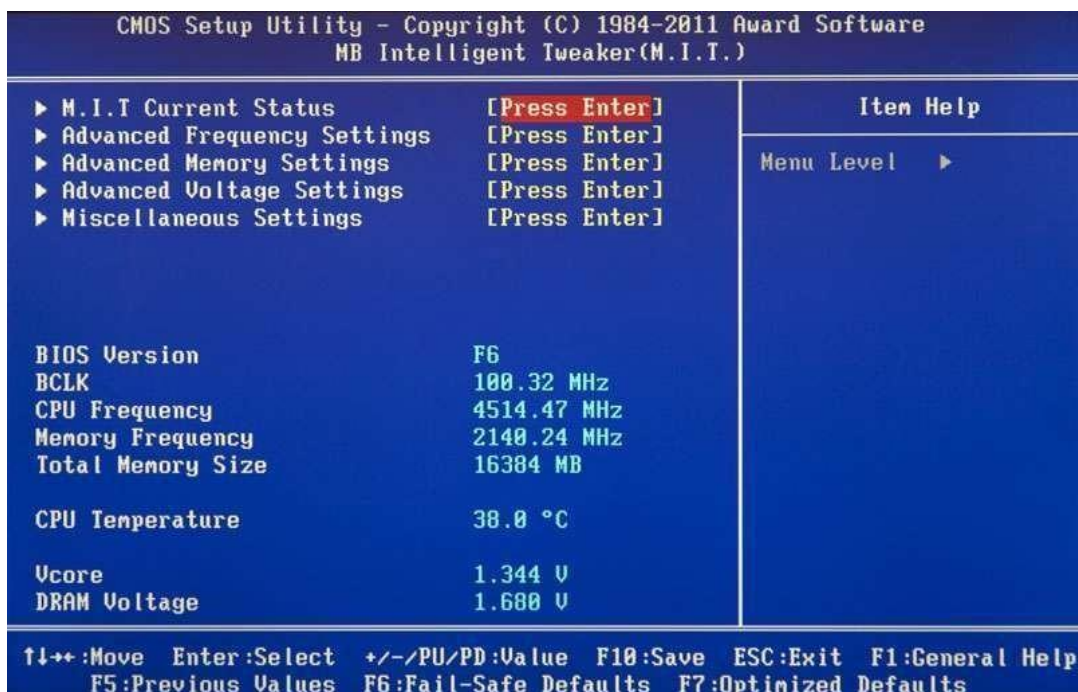 CMOS Setup Utility - Copyright (C) 1984-2011 Award Software
MB Intelligent Tweaker(M.I.T.)
▶ M.I.T Current Status [Press Enter]
▶ Advanced Frequency Settings [Press Enter]
▶ Advanced Memory Settings [Press Enter]
▶ Advanced Voltage Settings [Press Enter]
▶ Miscellaneous Settings [Press Enter]
Item Help
Menu Level ▶
BIOS Version F6
BCLK 100.32 MHz
CPU Frequency 4514.47 MHz
Memory Frequency 2140.24 MHz
Total Memory Size 16384 MB
CPU Temperature 38.0 °C
Vcore 1.344 V
DRAM Voltage 1.680 V
↑↓→←:Move Enter:Select +/-/PU/PD:Value F10:Save ESC:Exit F1:General Help
F5:Previous Values F6:Fail-Safe Defaults F7:Optimized Defaults